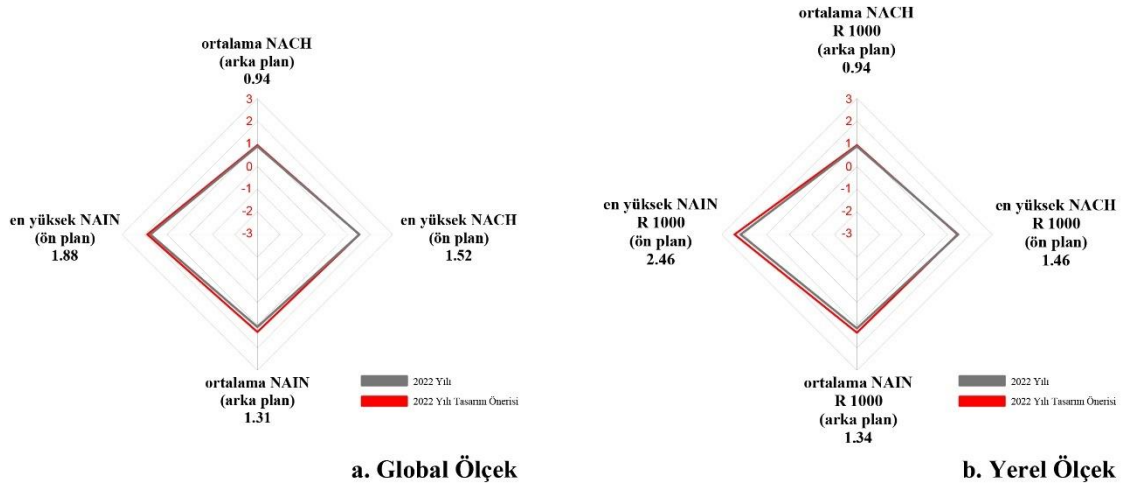 ortalama NACH
(arka plan)
0.94
3
2
1
0
-1
-2
-3
en yüksek NAIN
(ön plan)
1.88
en yüksek NACH
(ön plan)
1.52
ortalama NAIN
(arka plan)
1.31
2022 Yılı
2022 Yılı Tasarım Önerisi
a. Global Ölçek
ortalama NACH
R 1000
(arka plan)
0.94
3
2
1
0
-1
-2
-3
en yüksek NAIN
R 1000
(ön plan)
2.46
en yüksek NACH
R 1000
(ön plan)
1.46
ortalama NAIN
R 1000
(arka plan)
1.34
2022 Yılı
2022 Yılı Tasarım Önerisi
b. Yerel Ölçek